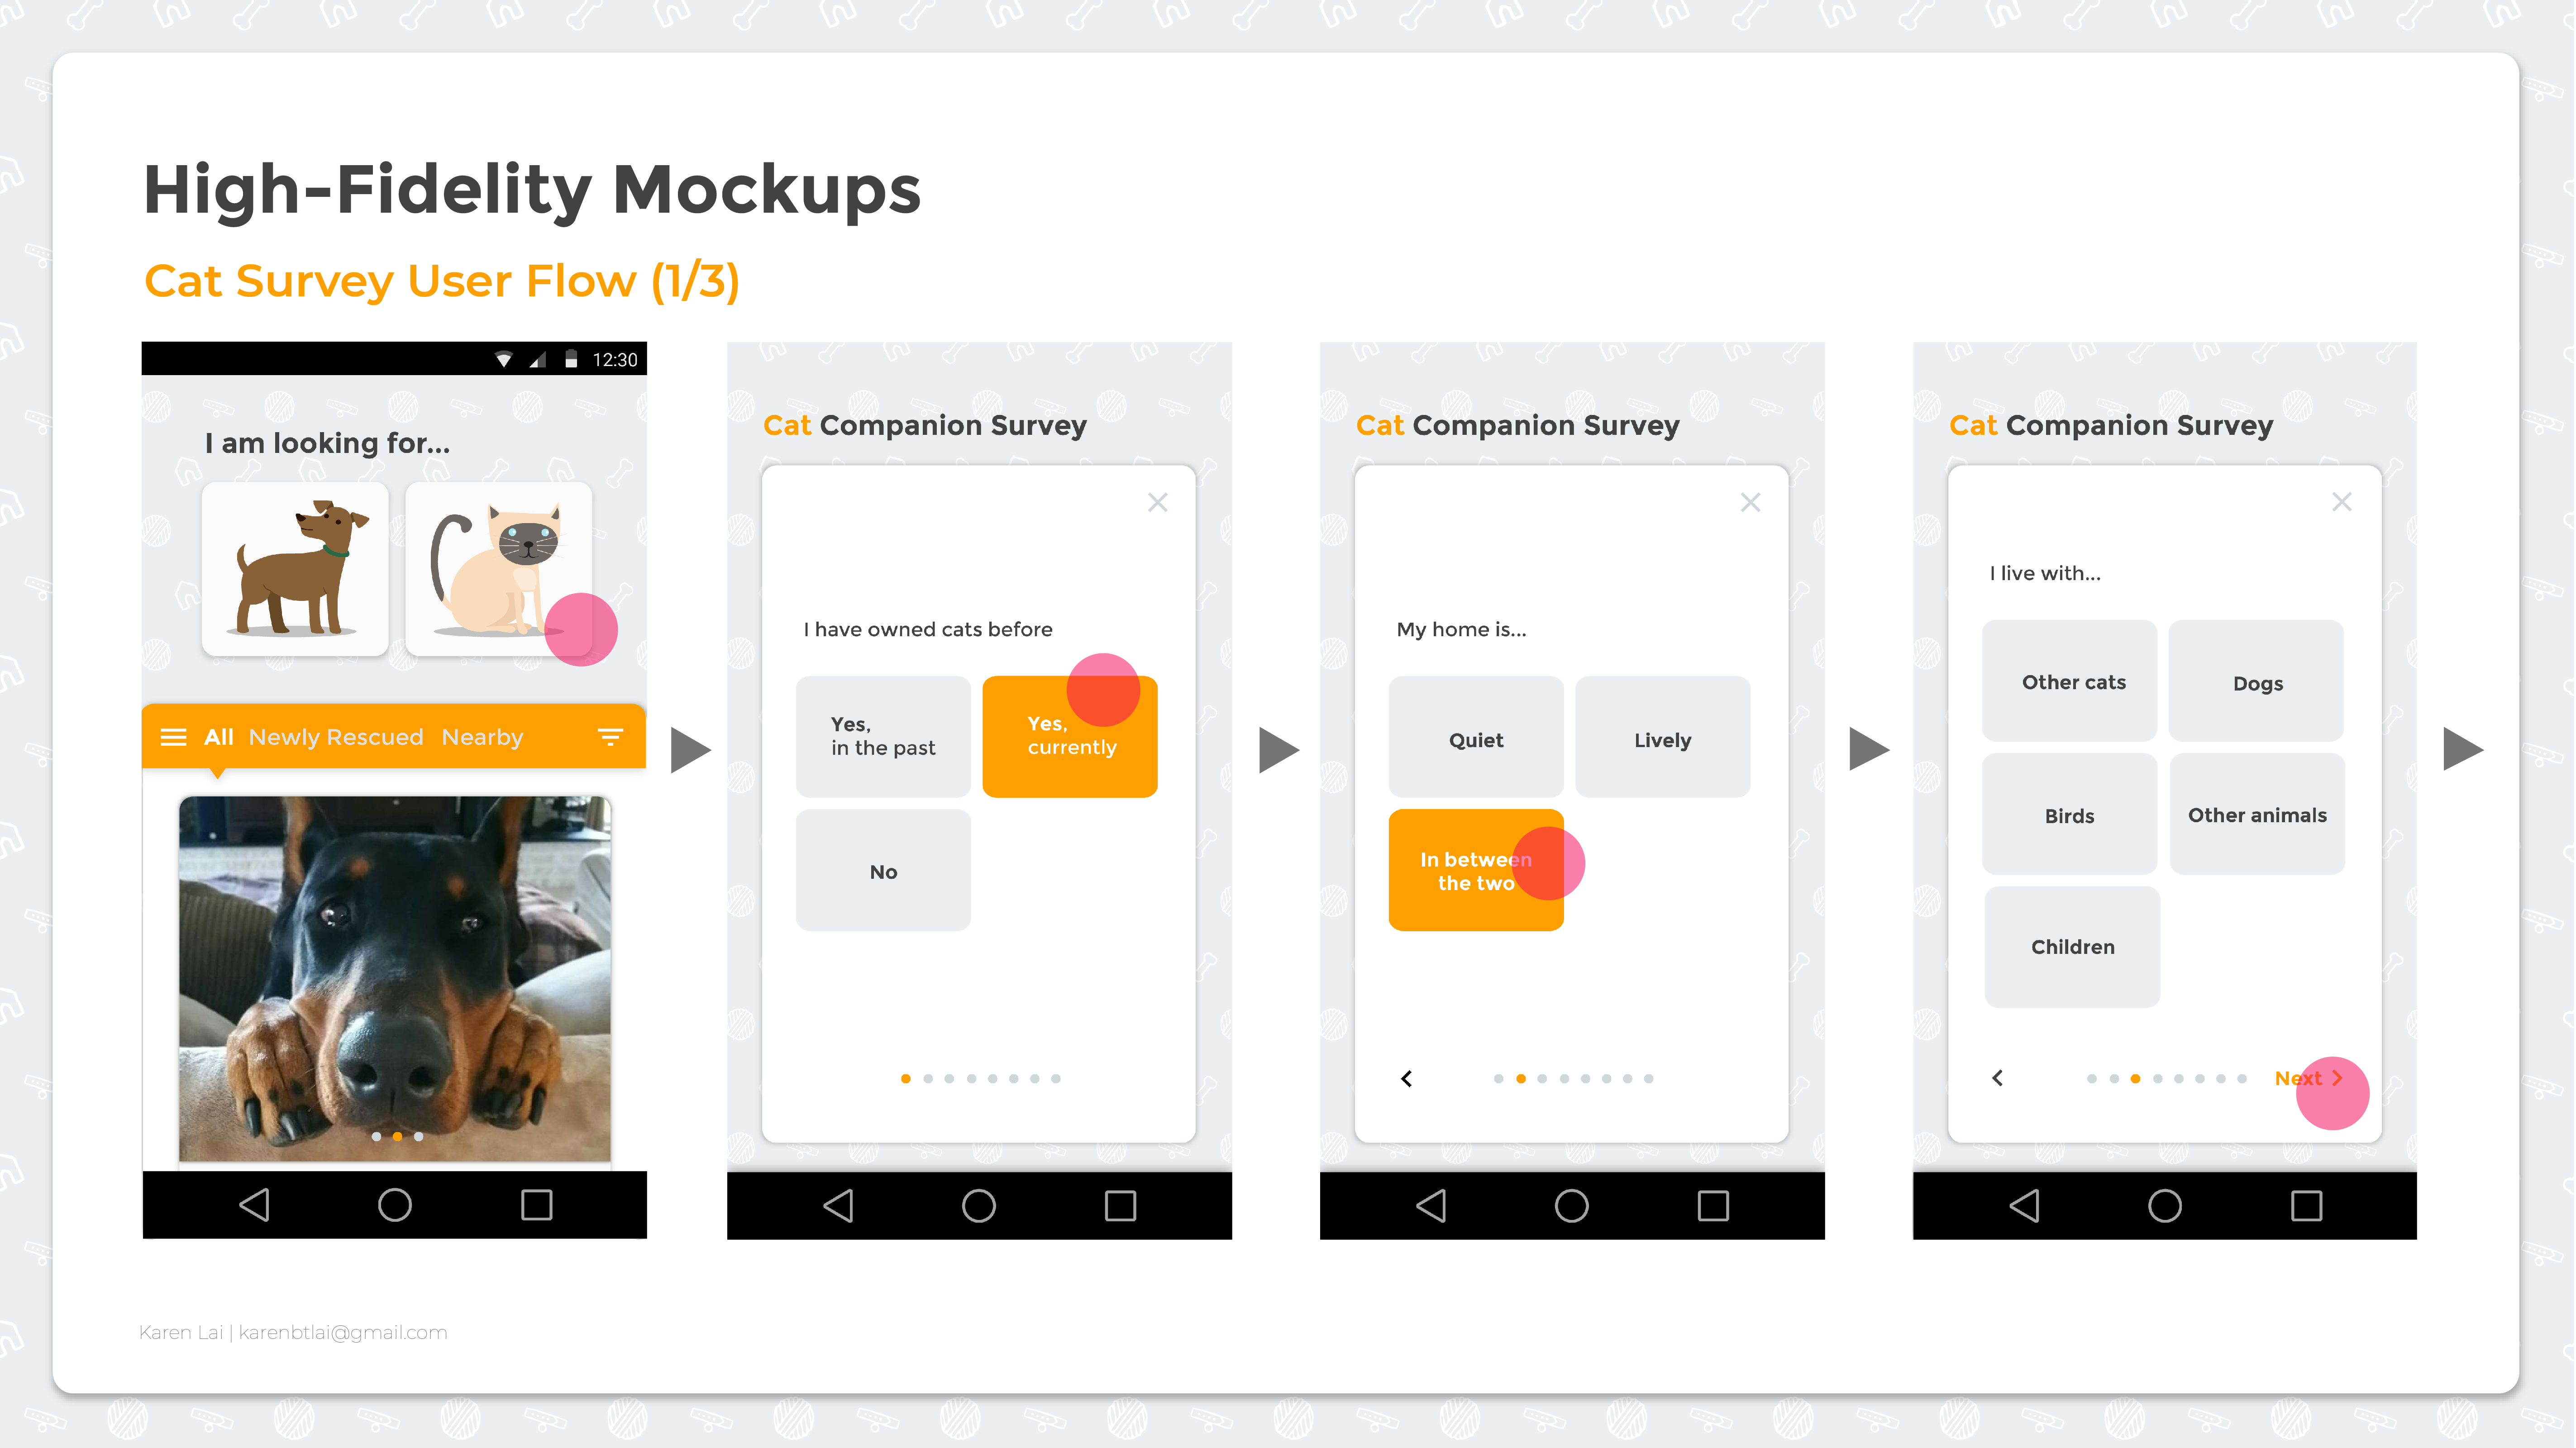 High-Fidelity Mockups
Cat Survey User Flow (1/3)
12:30
I am looking for...
All Newly Rescued Nearby
Cat Companion Survey
I have owned cats before
Yes,
in the past
Yes,
currently
No
Cat Companion Survey
My home is...
Quiet
Lively
In between
the two
Cat Companion Survey
I live with...
Other cats
Dogs
Birds
Other animals
Children
Next
Karen Lai | karenbtlai@gmail.com